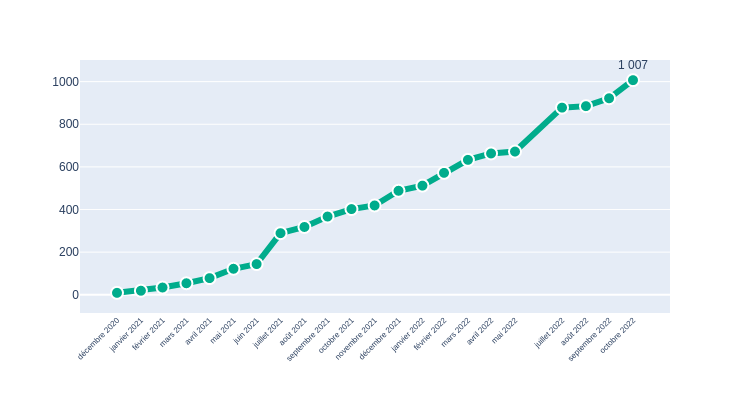 1 007
1000
800
600
400
200
0
décembre 2020
janvier 2021
février 2021
mars 2021
avril 2021
mai 2021
juin 2021
juillet 2021
août 2021
septembre 2021
octobre 2021
novembre 2021
décembre 2021
janvier 2022
février 2022
mars 2022
avril 2022
mai 2022
juillet 2022
août 2022
septembre 2022
octobre 2022